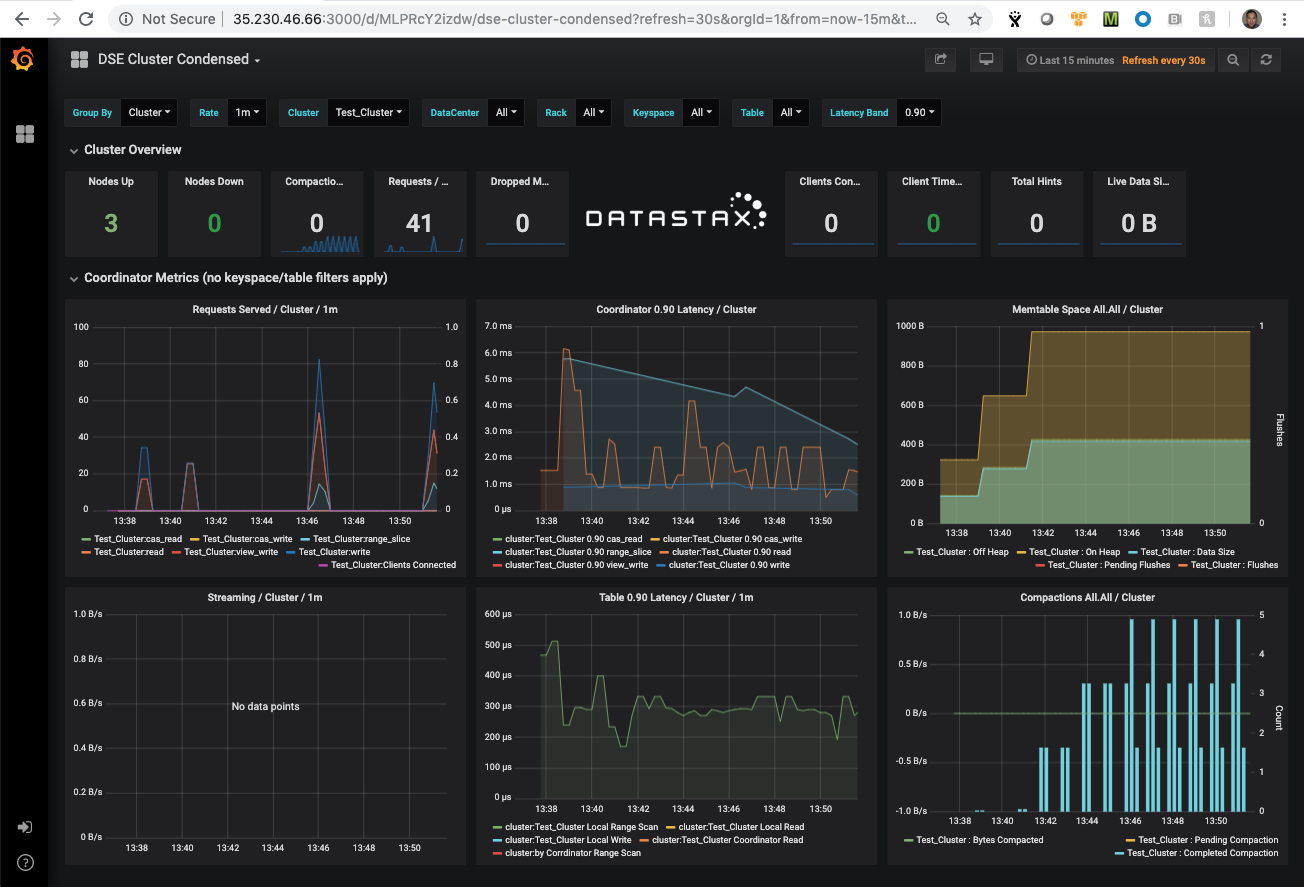 Not Secure 35.230.46.66:3000/d/MLPRcY2izdw/dse-cluster-condensed?refresh=30s&orgId=1&from=now-15m&t...
DSE Cluster Condensed
Last 15 minutes Refresh every 30s
Group By Cluster Rate 1m Cluster Test_Cluster DataCenter All Rack All Keyspace All Table All Latency Band 0.90
Cluster Overview
Nodes Up Nodes Down Compactio... Requests / ... Dropped M... Clients Con... Client Time... Total Hints Live Data Si...
3 0 0 41 0 DATASTAX 0 0 0 0 B
Coordinator Metrics (no keyspace/table filters apply)
Requests Served / Cluster / 1m
100 1.0
80 0.8
60 0.6
40 0.4
20 0.2
0 0
13:38 13:40 13:42 13:44 13:46 13:48 13:50
Test_Cluster:cas_read Test_Cluster:cas_write Test_Cluster:range_slice
Test_Cluster:read Test_Cluster:view_write Test_Cluster:write
Test_Cluster:Clients Connected
Coordinator 0.90 Latency / Cluster
7.0 ms
6.0 ms
5.0 ms
4.0 ms
3.0 ms
2.0 ms
1.0 ms
0 µs
13:38 13:40 13:42 13:44 13:46 13:48 13:50
cluster:Test_Cluster 0.90 cas_read cluster:Test_Cluster 0.90 cas_write
cluster:Test_Cluster 0.90 range_slice cluster:Test_Cluster 0.90 read
cluster:Test_Cluster 0.90 view_write cluster:Test_Cluster 0.90 write
Memtable Space All.All / Cluster
1000 B 1
800 B
600 B
400 B
200 B
0 B 0
Flushes
13:38 13:40 13:42 13:44 13:46 13:48 13:50
Test_Cluster : Off Heap Test_Cluster : On Heap Test_Cluster : Data Size
Test_Cluster : Pending Flushes Test_Cluster : Flushes
Streaming / Cluster / 1m
1.0 B/s
0.8 B/s
0.6 B/s
No data points
0.4 B/s
0.2 B/s
0 B/s
13:38 13:40 13:42 13:44 13:46 13:48 13:50
Table 0.90 Latency / Cluster / 1m
600 µs
500 µs
400 µs
300 µs
200 µs
100 µs
0 µs
13:38 13:40 13:42 13:44 13:46 13:48 13:50
cluster:Test_Cluster Local Range Scan cluster:Test_Cluster Local Read
cluster:Test_Cluster Local Write cluster:Test_Cluster Coordinator Read
cluster:by Corrdinator Range Scan
Compactions All.All / Cluster
1.0 B/s 5
4
0.5 B/s
3
0 B/s
2
-0.5 B/s
1
-1.0 B/s 0
Count
13:38 13:40 13:42 13:44 13:46 13:48 13:50
Test_Cluster : Bytes Compacted Test_Cluster : Pending Compaction
Test_Cluster : Completed Compaction